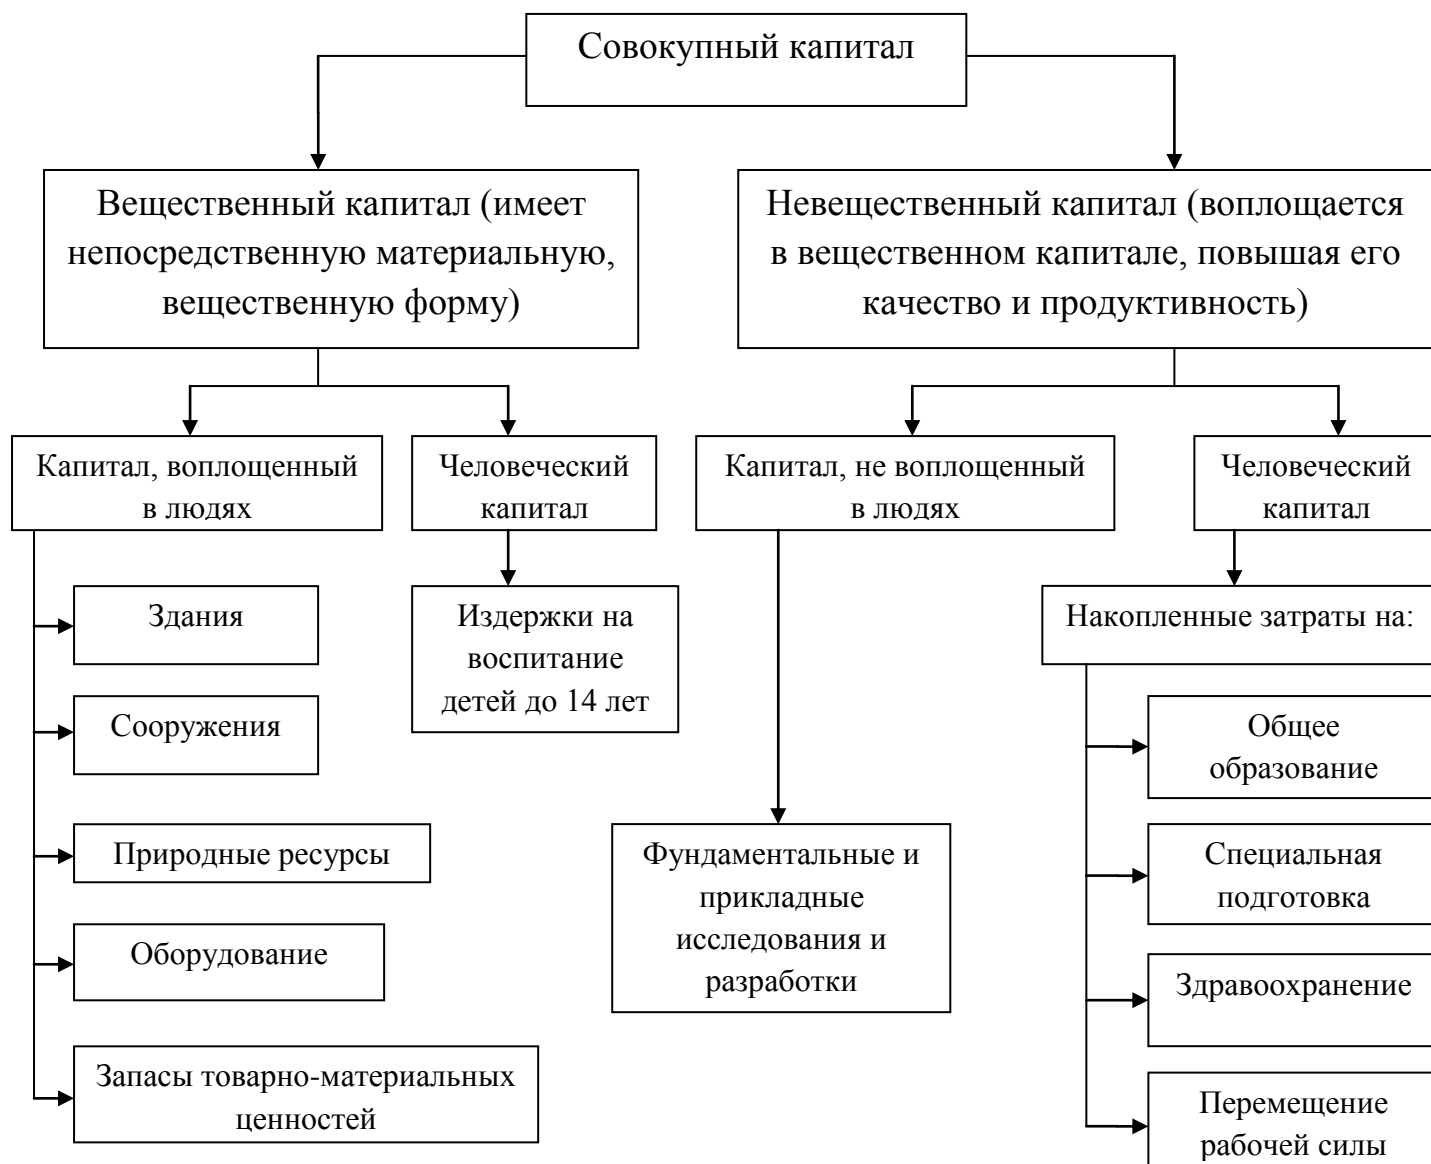 Совокупный капитал
Вещественный капитал (имеет
непосредственную материальную,
вещественную форму)
Невещественный капитал (воплощается
в вещественном капитале, повышая его
качество и продуктивность)
Капитал, воплощенный
в людях
Человеческий
капитал
Капитал, не воплощенный
в людях
Человеческий
капитал
Здания
Сооружения
Природные ресурсы
Оборудование
Запасы товарно-материальных
ценностей
Издержки на
воспитание
детей до 14 лет
Фундаментальные и
прикладные
исследования и
разработки
Накопленные затраты на:
Общее
образование
Специальная
подготовка
Здравоохранение
Перемещение
рабочей силы